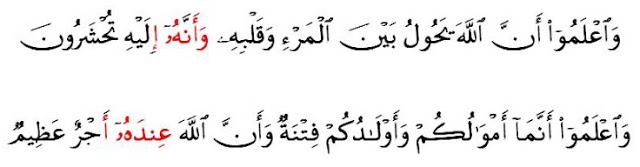 وَٱعْلَمُوٓا۟ أَنَّ ٱللَّهَ يَحُولُ بَيْنَ ٱلْمَرْءِ وَقَلْبِهِۦ وَأَنَّهُۥٓ إِلَيْهِ تُحْشَرُونَ
وَٱعْلَمُوٓا۟ أَنَّمَآ أَمْوَٰلُكُمْ وَأَوْلَـٰدُكُمْ فِتْنَةٌ وَأَنَّ ٱللَّهَ عِندَهُۥٓ أَجْرٌ عَظِيمٌ